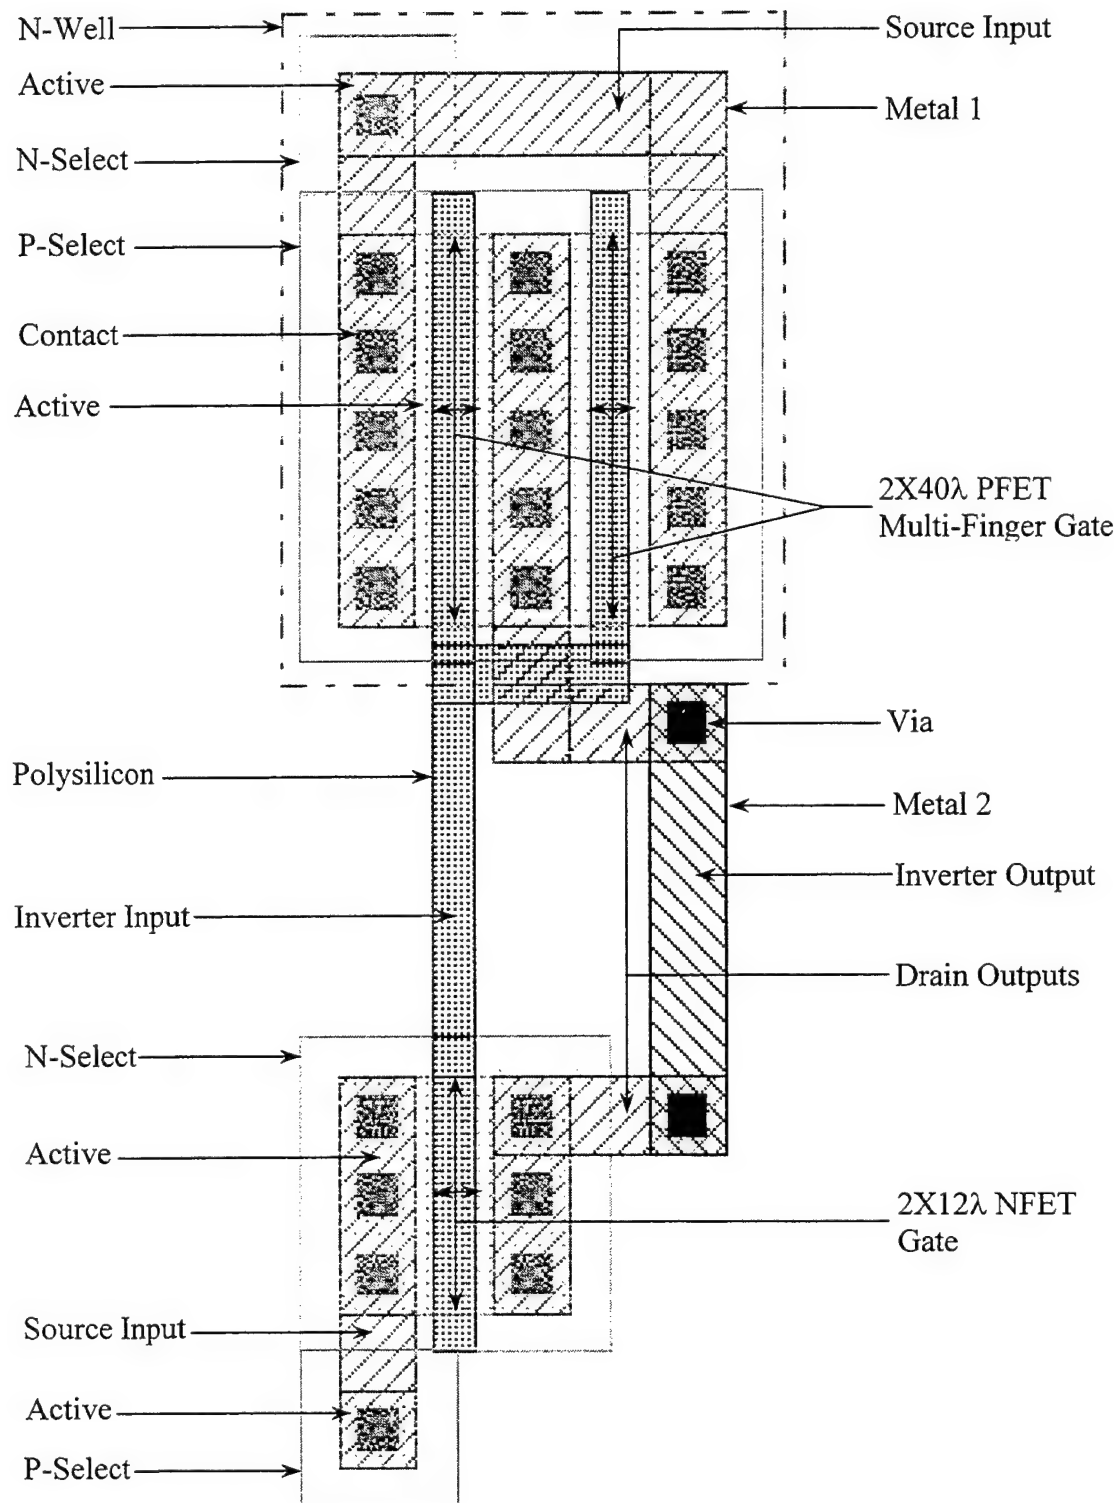 N-Well
Active
N-Select
P-Select
Contact
Active
Polysilicon
Inverter Input
N-Select
Active
Source Input
Active
P-Select
Source Input
Metal 1
2X40λ PFET
Multi-Finger Gate
Via
Metal 2
Inverter Output
Drain Outputs
2X12λ NFET
Gate